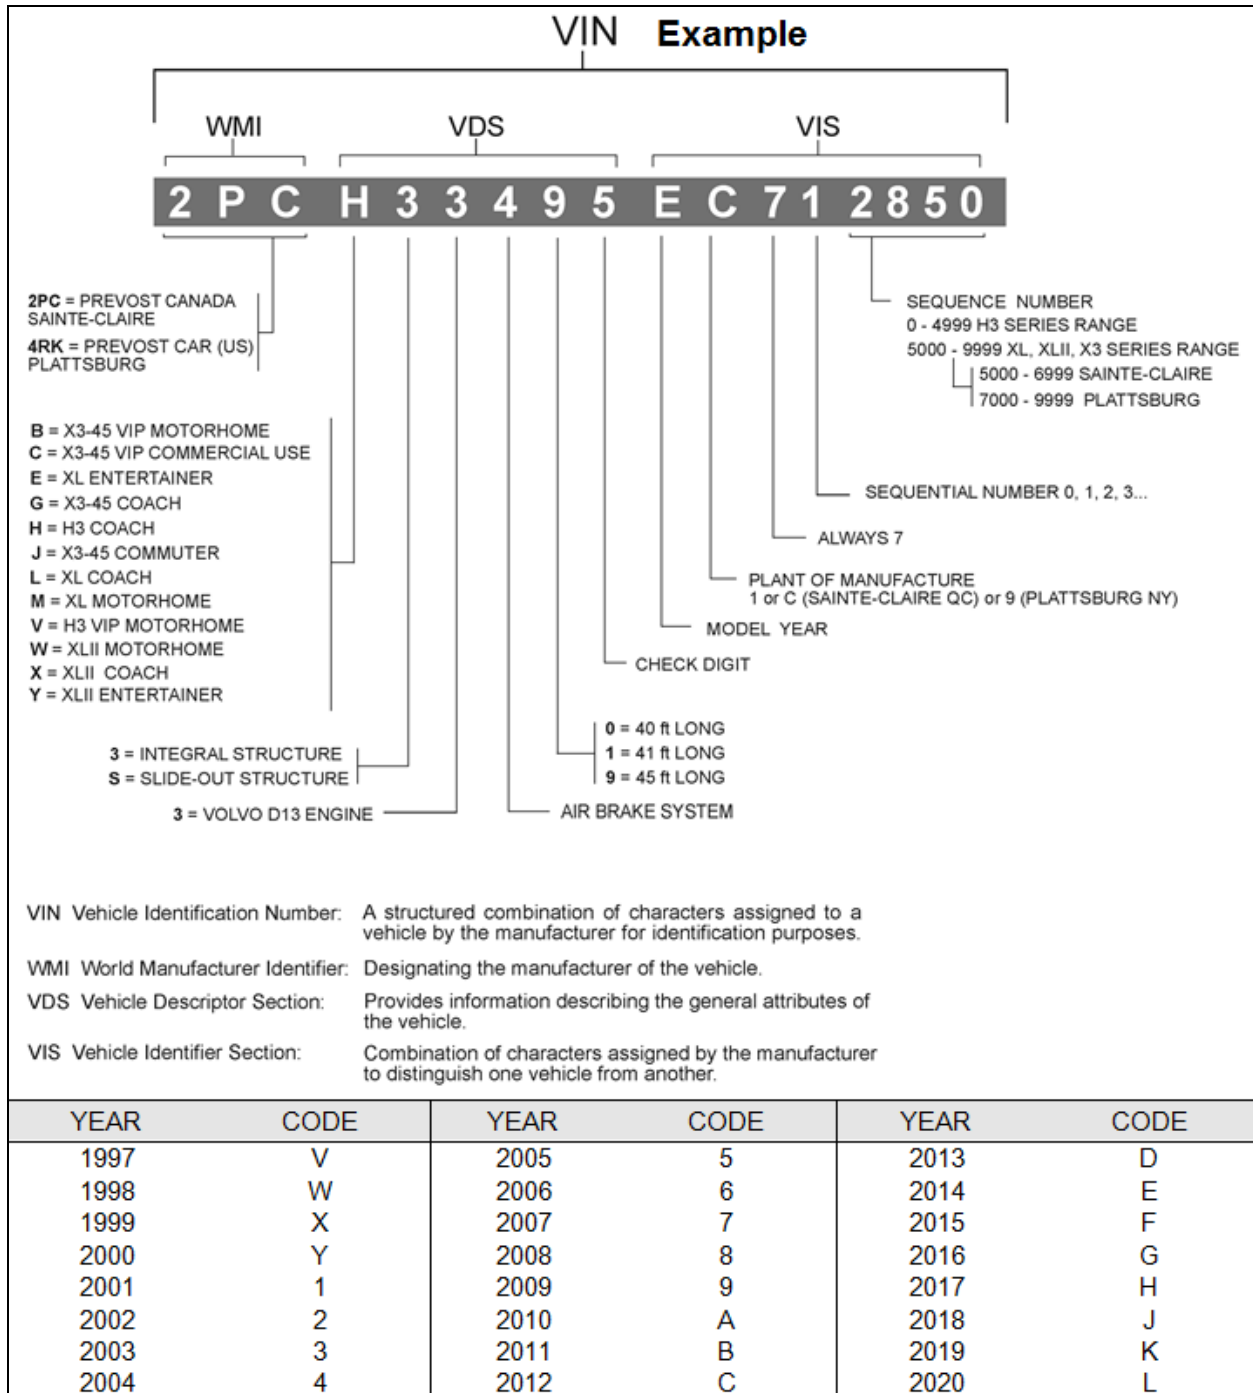 VIN Example
WMI VDS VIS
2 P C H 3 3 4 9 5 E C 7 1 2 8 5 0
2PC = PREVOST CANADA
SAINTE-CLAIRE
4RK = PREVOST CAR (US)
PLATTSBURG
SEQUENCE NUMBER
0 - 4999 H3 SERIES RANGE
5000 - 9999 XL, XLII, X3 SERIES RANGE
5000 - 6999 SAINTE-CLAIRE
7000 - 9999 PLATTSBURG
B = X3-45 VIP MOTORHOME
C = X3-45 VIP COMMERCIAL USE
E = XL ENTERTAINER
G = X3-45 COACH
H = H3 COACH
J = X3-45 COMMUTER
L = XL COACH
M = XL MOTORHOME
V = H3 VIP MOTORHOME
W = XLII MOTORHOME
X = XLII COACH
Y = XLII ENTERTAINER
SEQUENTIAL NUMBER 0, 1, 2, 3...
ALWAYS 7
PLANT OF MANUFACTURE
1 or C (SAINTE-CLAIRE QC) or 9 (PLATTSBURG NY)
MODEL YEAR
CHECK DIGIT
0 = 40 ft LONG
1 = 41 ft LONG
9 = 45 ft LONG
3 = INTEGRAL STRUCTURE
S = SLIDE-OUT STRUCTURE
3 = VOLVO D13 ENGINE
AIR BRAKE SYSTEM
VIN Vehicle Identification Number: A structured combination of characters assigned to a
vehicle by the manufacturer for identification purposes.
WMI World Manufacturer Identifier: Designating the manufacturer of the vehicle.
VDS Vehicle Descriptor Section: Provides information describing the general attributes of
the vehicle.
VIS Vehicle Identifier Section: Combination of characters assigned by the manufacturer
to distinguish one vehicle from another.
YEAR CODE YEAR CODE YEAR CODE
1997 V 2005 5 2013 D
1998 W 2006 6 2014 E
1999 X 2007 7 2015 F
2000 Y 2008 8 2016 G
2001 1 2009 9 2017 H
2002 2 2010 A 2018 J
2003 3 2011 B 2019 K
2004 4 2012 C 2020 L